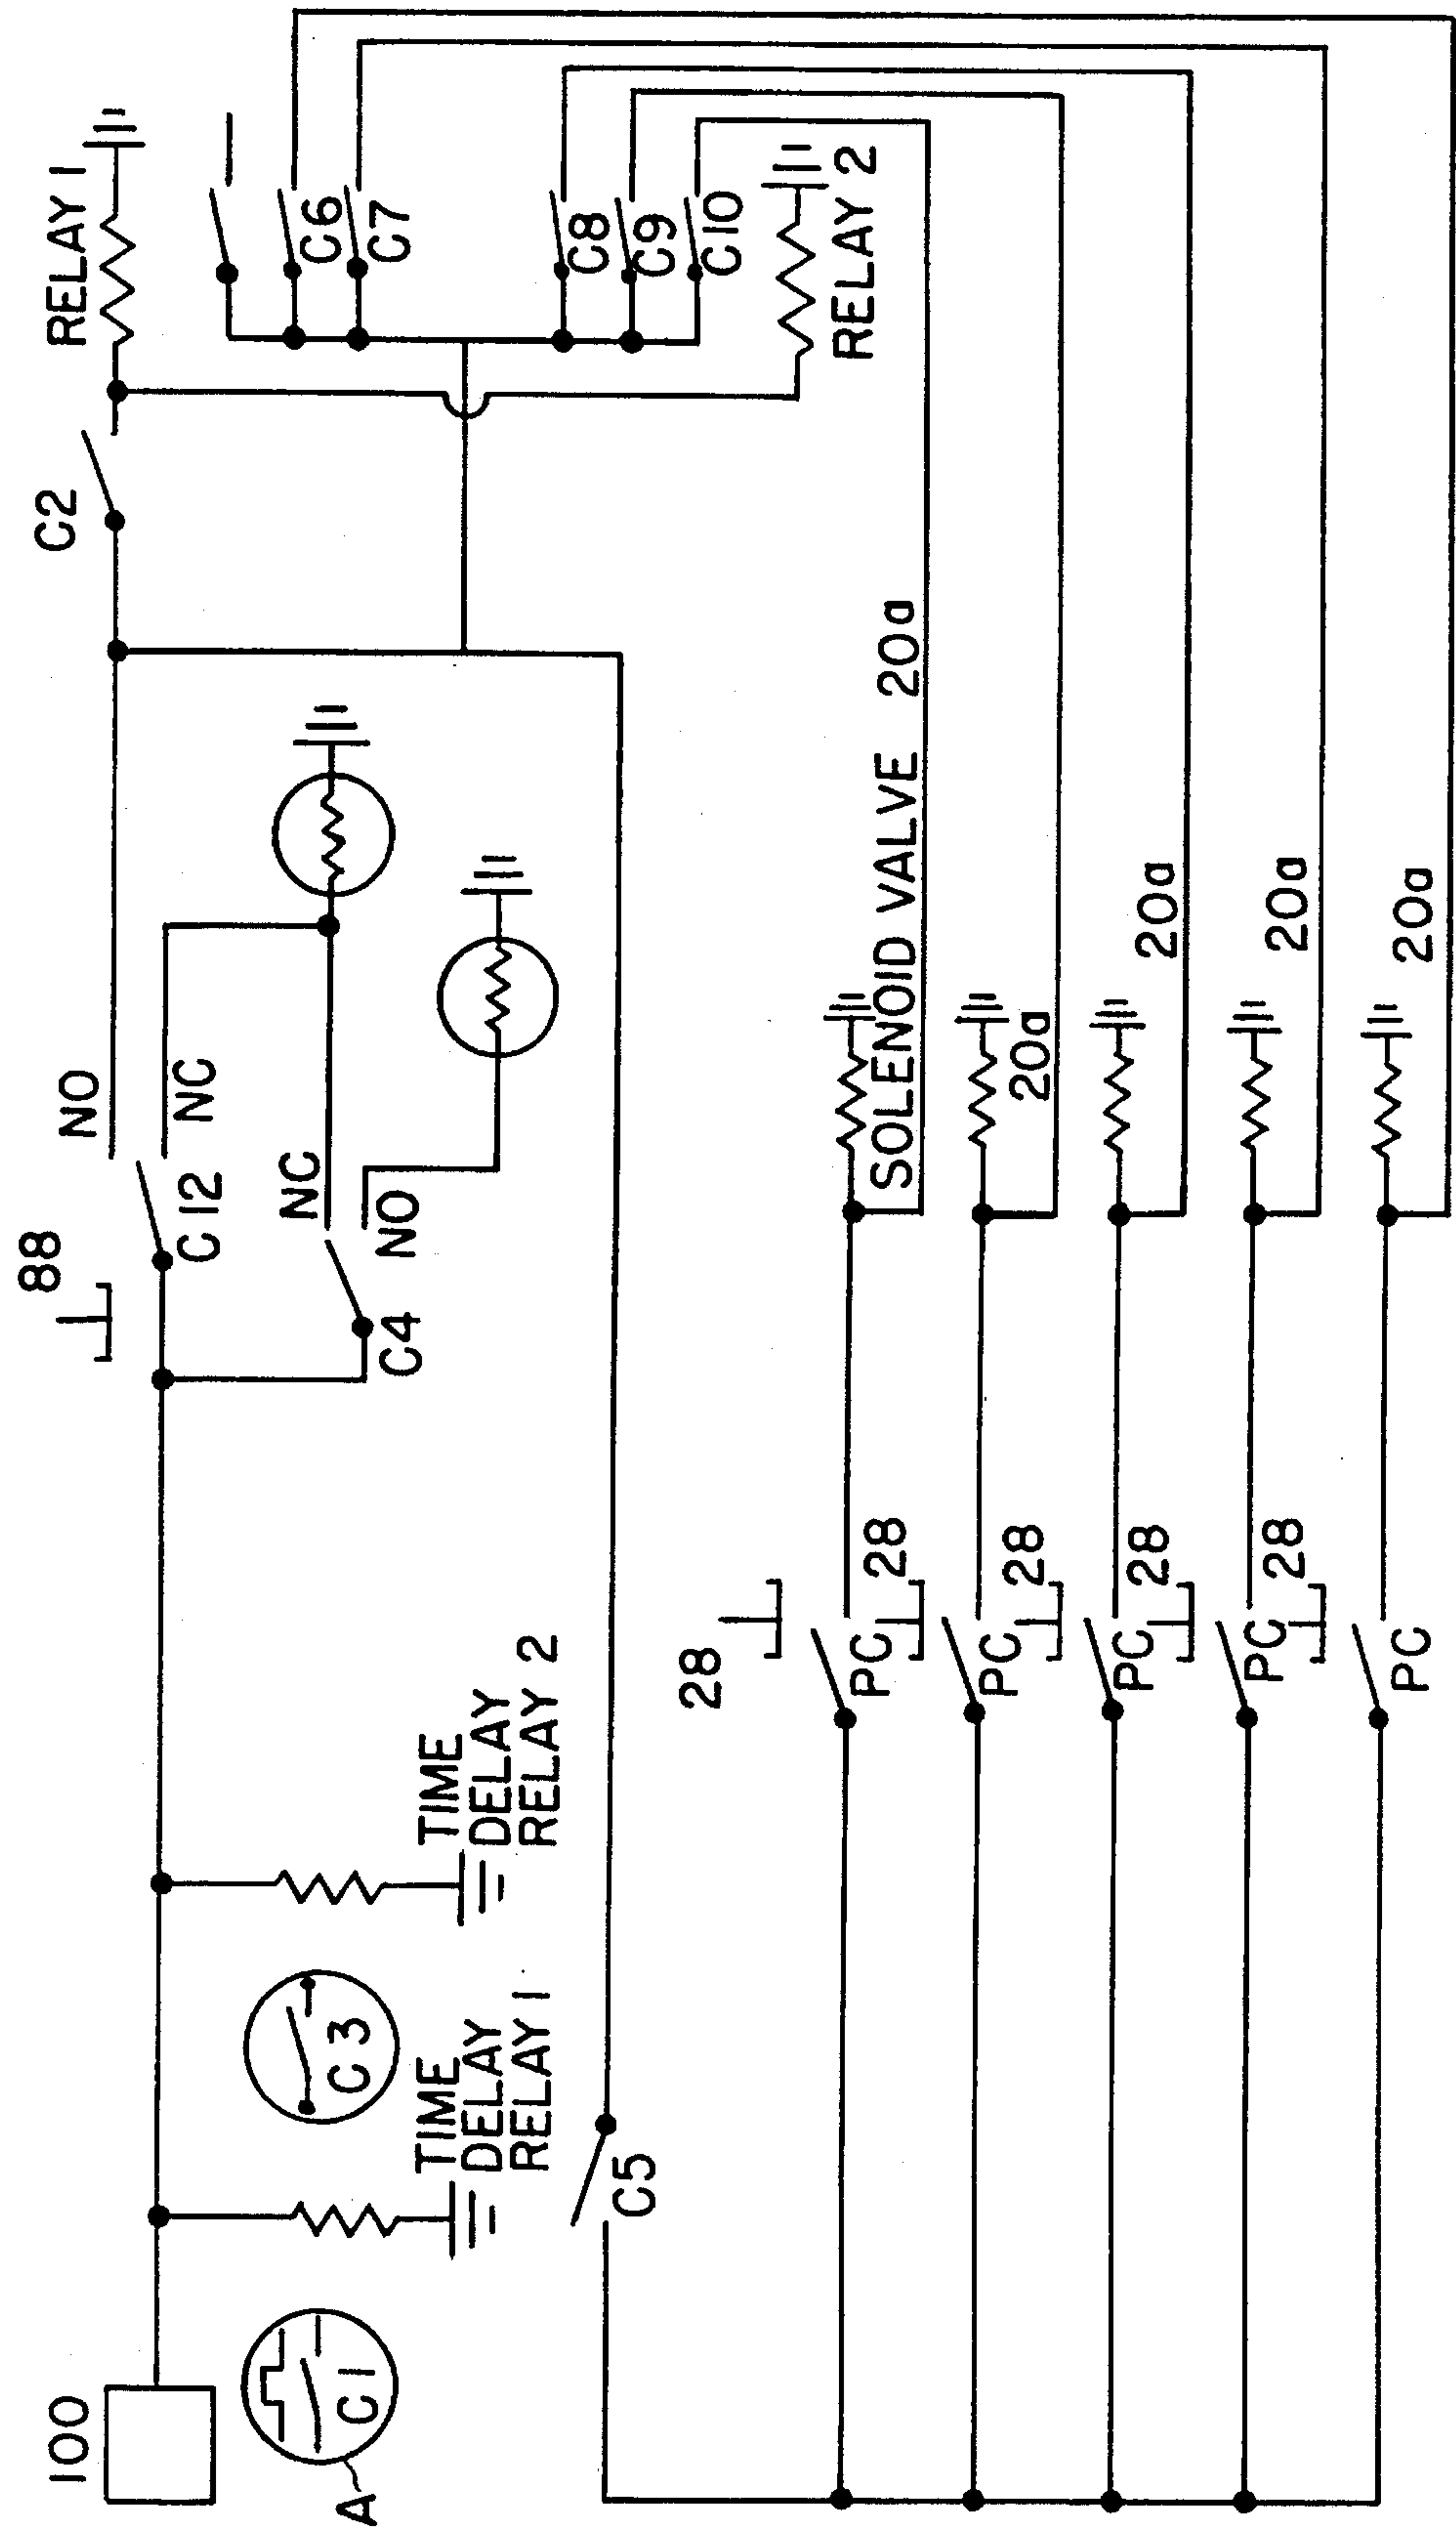 100
A
C1
TIME
DELAY
RELAY 1
C3
TIME
DELAY
RELAY 2
88
C12
NO
NC
C4
NC
NO
C2
RELAY 1
C6
C7
C8
C9
C10
RELAY 2
C5
28
PC
28
PC
28
PC
28
PC
28
PC
SOLENOID VALVE 20a
20a
20a
20a
20a